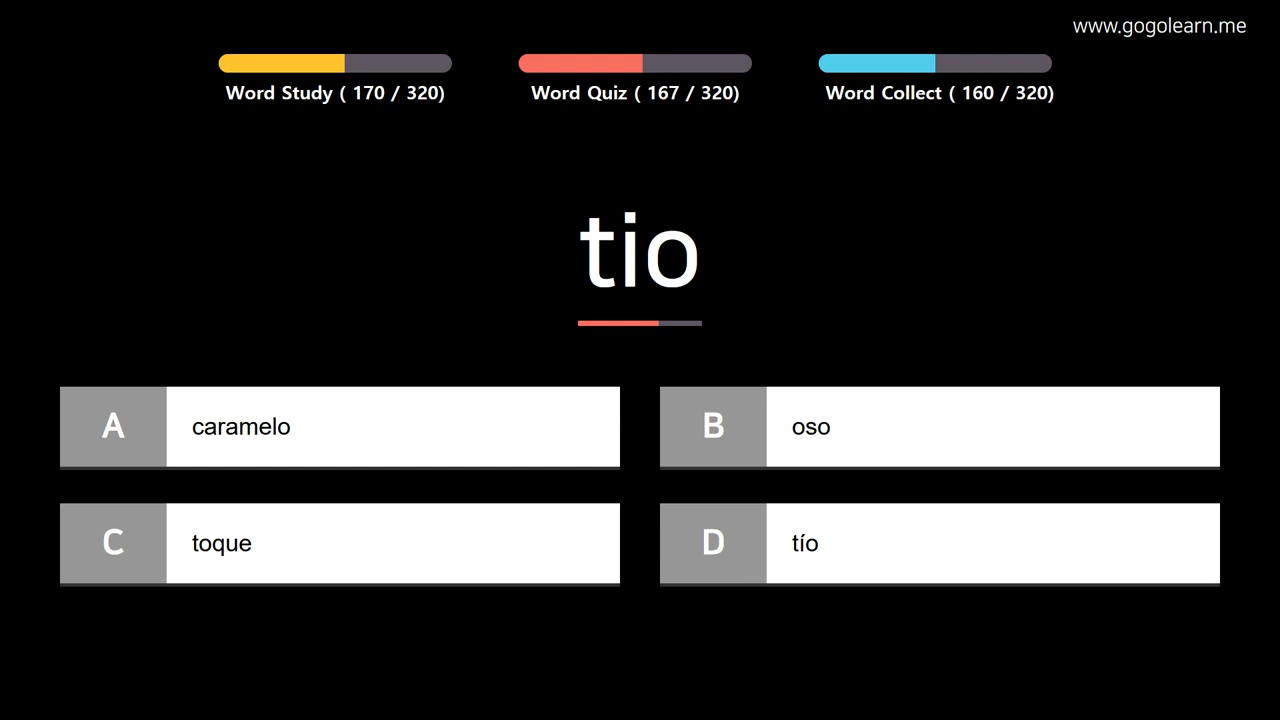 www.gogolearn.me
Word Study ( 170 / 320)
Word Quiz ( 167 / 320)
Word Collect ( 160 / 320)
tio
A caramelo
B oso
C toque
D tío